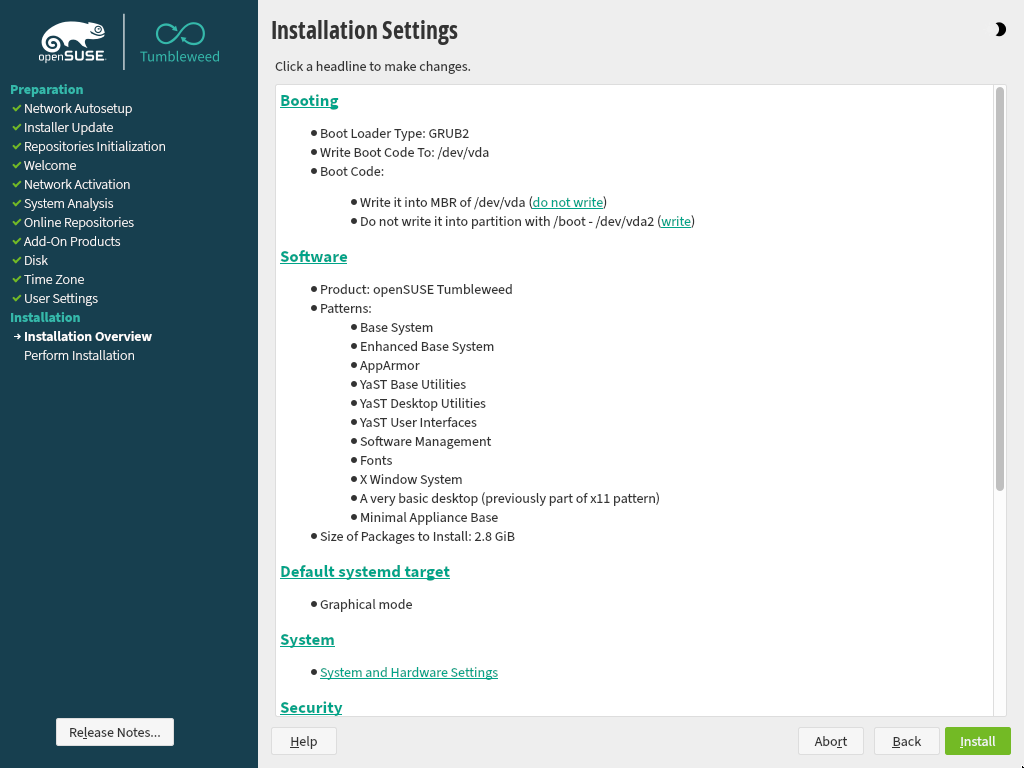 openSUSE.
Tumbleweed
Preparation
Network Autosetup
Installer Update
Repositories Initialization
Welcome
Network Activation
System Analysis
Online Repositories
Add-On Products
Disk
Time Zone
User Settings
Installation
Installation Overview
Perform Installation
Release Notes...
Installation Settings
Click a headline to make changes.
Booting
Boot Loader Type: GRUB2
Write Boot Code To: /dev/vda
Boot Code:
Write it into MBR of /dev/vda (do not write)
Do not write it into partition with /boot - /dev/vda2 (write)
Software
Product: openSUSE Tumbleweed
Patterns:
Base System
Enhanced Base System
AppArmor
YaST Base Utilities
YaST Desktop Utilities
YaST User Interfaces
Software Management
Fonts
X Window System
A very basic desktop (previously part of x11 pattern)
Minimal Appliance Base
Size of Packages to Install: 2.8 GiB
Default systemd target
Graphical mode
System
System and Hardware Settings
Security
Help
Abort
Back
Install